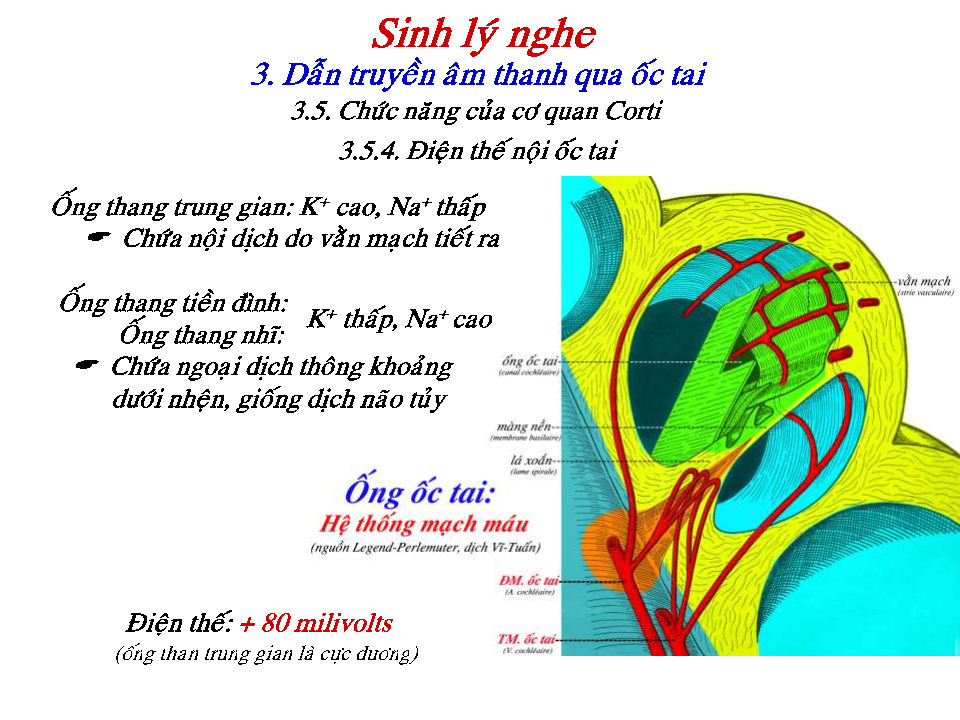 Sinh lý nghe
3. Dẫn truyền âm thanh qua ốc tai
3.5. Chức năng của cơ quan Corti
3.5.4. Điện thế nội ốc tai
Ống thang trung gian: K⁺ cao, Na⁺ thấp
Chứa nội dịch do vằn mạch tiết ra
Ống thang tiền đình:
Ống thang nhĩ:
K⁺ thấp, Na⁺ cao
Chứa ngoại dịch thông khoảng
dưới nhện, giống dịch não tủy
vằn mạch
(strie vasculaire)
ống ốc tai
(canal cochléaire)
màng nền
(membrane basilaire)
lá xoắn
(lame spirale)
Ống ốc tai:
Hệ thống mạch máu
(nguồn Legend-Perlemuter, dịch Vĩ-Tuấn)
ĐM. ốc tai
(A. cochléaire)
TM. ốc tai
(V. cochléaire)
Điện thế: + 80 milivolts
(ống than trung gian là cực dương)